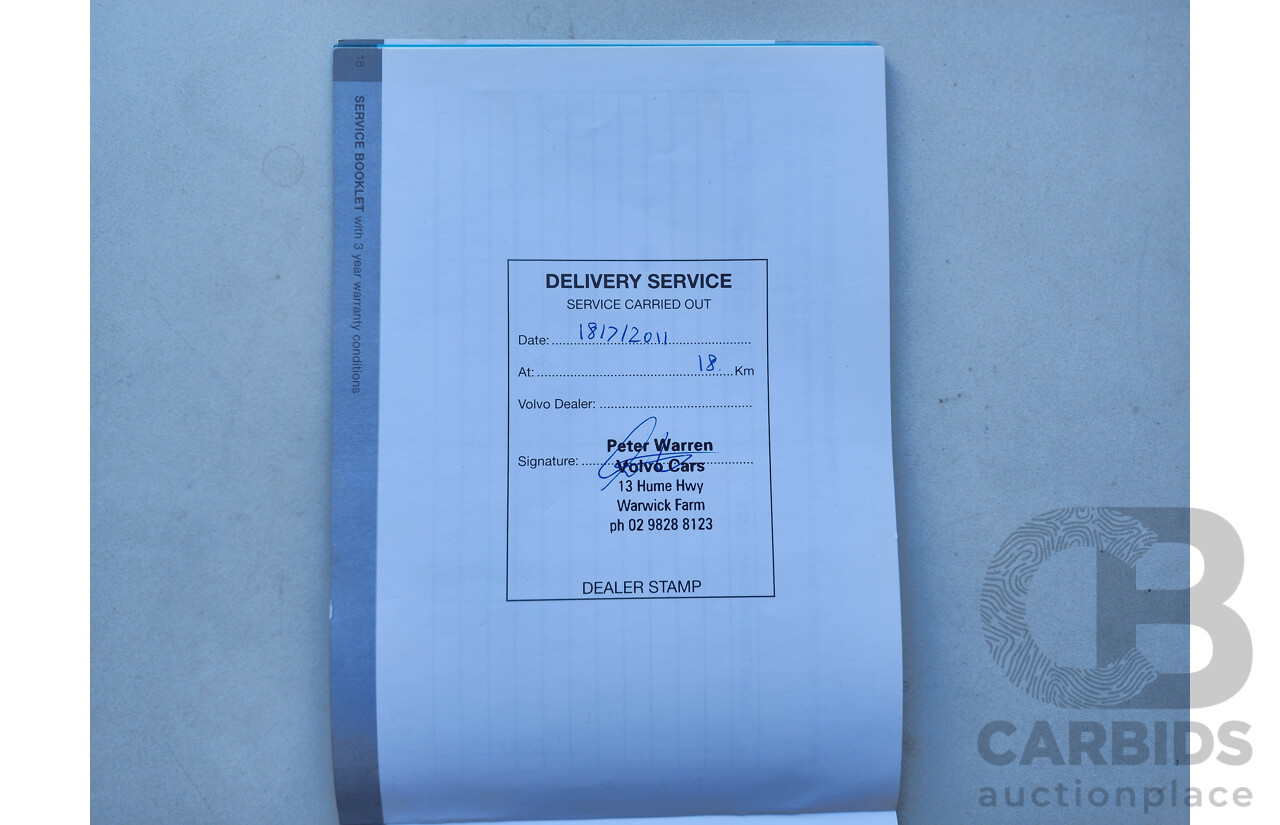 18
SERVICE BOOKLET with 3 year warranty conditions
DELIVERY SERVICE
SERVICE CARRIED OUT
Date: 18/7/2011
At: 18 Km
Volvo Dealer:
Peter Warren
Signature:
Volvo Cars
13 Hume Hwy
Warwick Farm
ph 02 9828 8123
DEALER STAMP
CB
CARBIDS
auctionplace